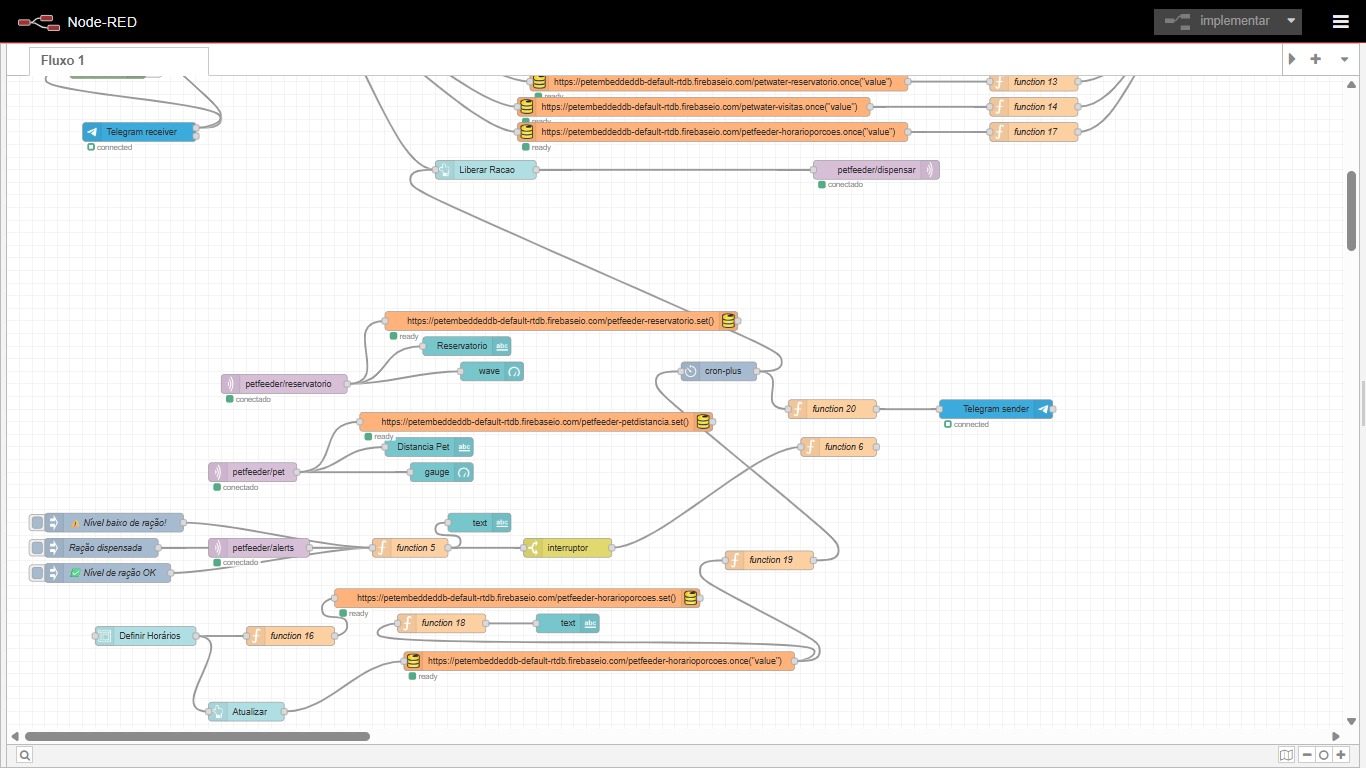 Node-RED
implementar
Fluxo 1
https://petembeddeddb-default-rtdb.firebaseio.com/petwater-reservatorio.once("value")
function 13
ready
https://petembeddeddb-default-rtdb.firebaseio.com/petwater-visitas.once("value")
function 14
ready
Telegram receiver
connected
https://petembeddeddb-default-rtdb.firebaseio.com/petfeeder-horarioporcoes.once("value")
function 17
ready
Liberar Racao
petfeeder/dispensar
conectado
https://petembeddeddb-default-rtdb.firebaseio.com/petfeeder-reservatorio.set()
ready
Reservatorio abc
wave
cron-plus
petfeeder/reservatorio
conectado
function 20
Telegram sender
connected
https://petembeddeddb-default-rtdb.firebaseio.com/petfeeder-petdistancia.set()
ready
Distancia Pet abc
function 6
petfeeder/pet
conectado
gauge
Nível baixo de ração!
text abc
Ração dispensada
petfeeder/alerts
conectado
function 5
interruptor
function 19
Nível de ração OK
https://petembeddeddb-default-rtdb.firebaseio.com/petfeeder-horarioporcoes.set()
ready
function 18
text abc
Definir Horários
function 16
https://petembeddeddb-default-rtdb.firebaseio.com/petfeeder-horarioporcoes.once("value")
ready
Atualizar